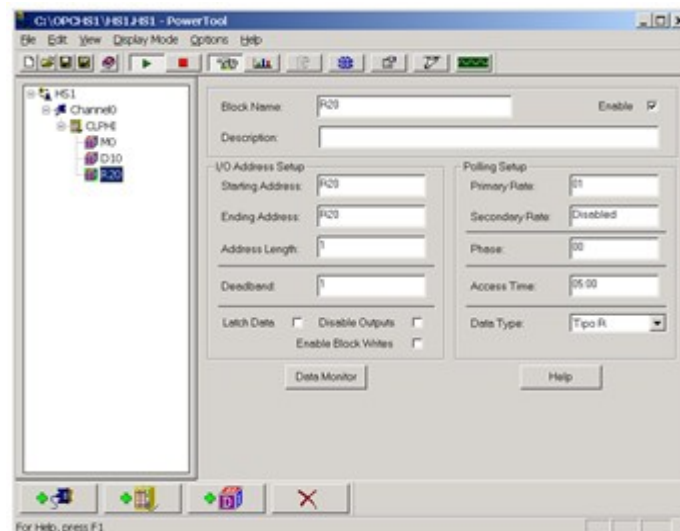 C:\OPCHS1\HS1.HS1 - PowerTool
File Edit View Display Mode Options Help
HS1
Channel0
CLPHI
M0
D10
R20
Block Name: R20 Enable
Description:
I/O Address Setup
Starting Address: R20
Ending Address: R20
Address Length: 1
Deadband: 1
Latch Data Disable Outputs
Enable Block Writes
Polling Setup
Primary Rate: 01
Secondary Rate: Disabled
Phase: 00
Access Time: 05:00
Data Type: Tipo R
Data Monitor Help
For Help, press F1